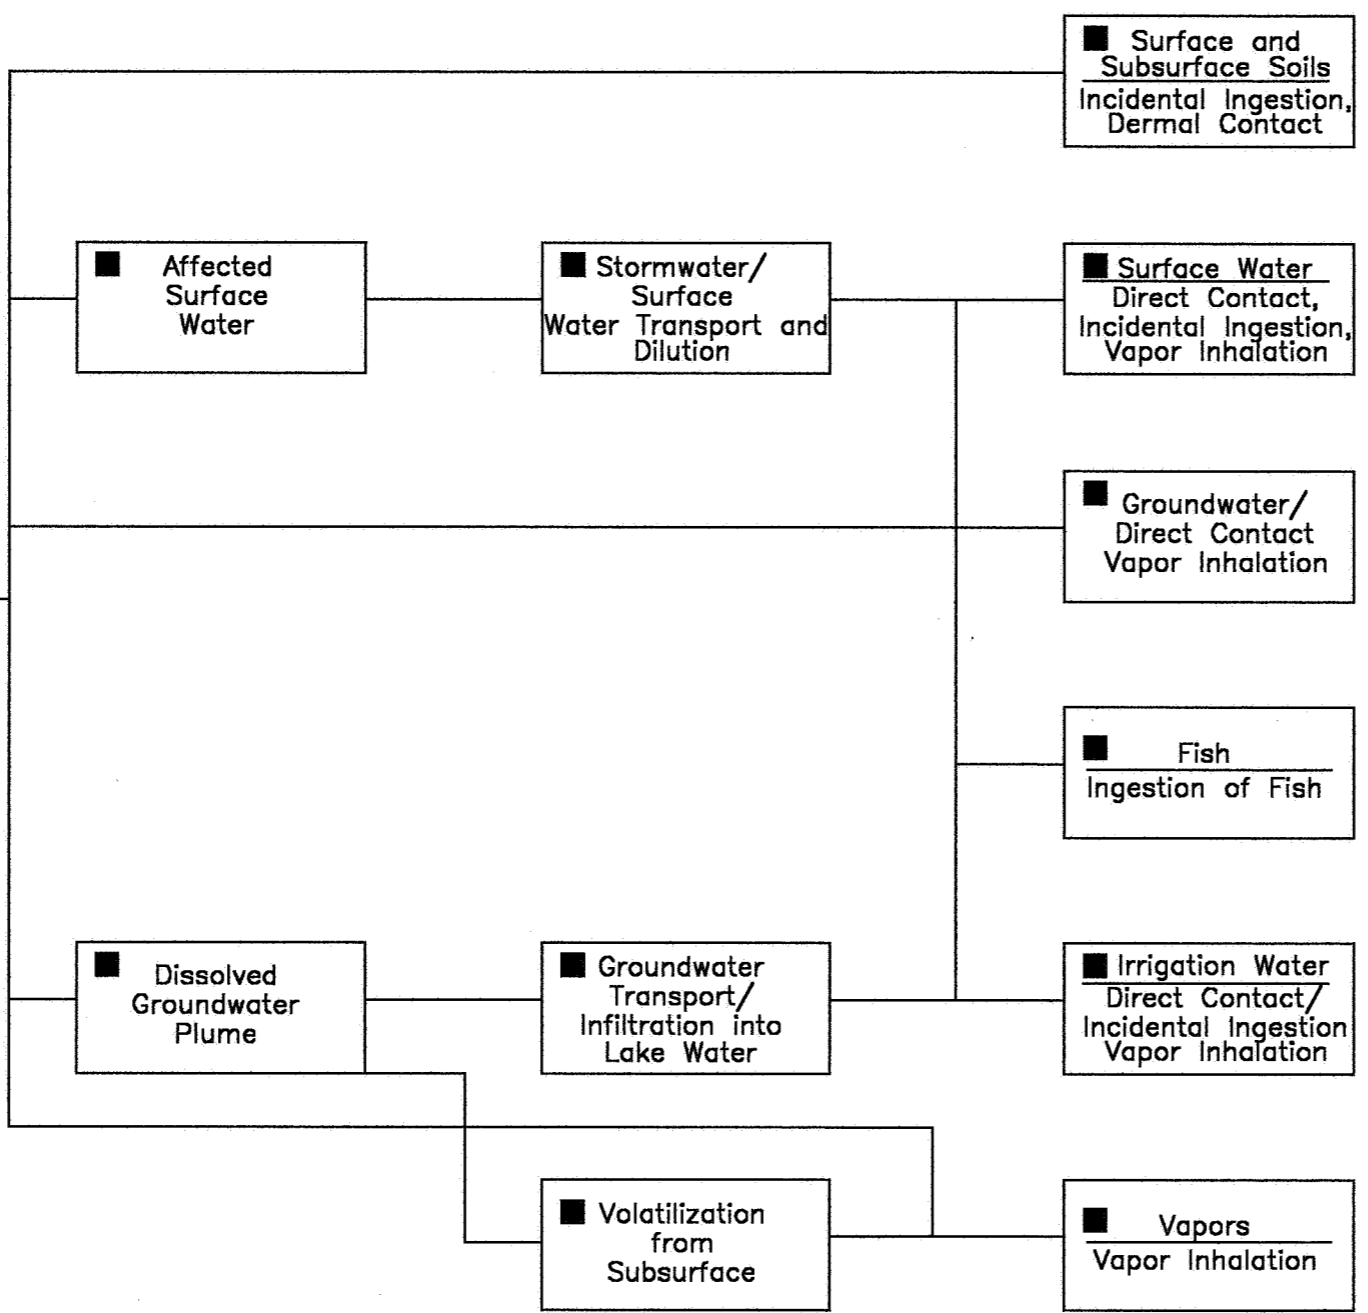 Surface and
Subsurface Soils
Incidental Ingestion,
Dermal Contact
Affected
Surface
Water
Stormwater/
Surface
Water Transport and
Dilution
Surface Water
Direct Contact,
Incidental Ingestion,
Vapor Inhalation
Groundwater/
Direct Contact
Vapor Inhalation
Fish
Ingestion of Fish
Dissolved
Groundwater
Plume
Groundwater
Transport/
Infiltration into
Lake Water
Irrigation Water
Direct Contact/
Incidental Ingestion
Vapor Inhalation
Volatilization
from
Subsurface
Vapors
Vapor Inhalation